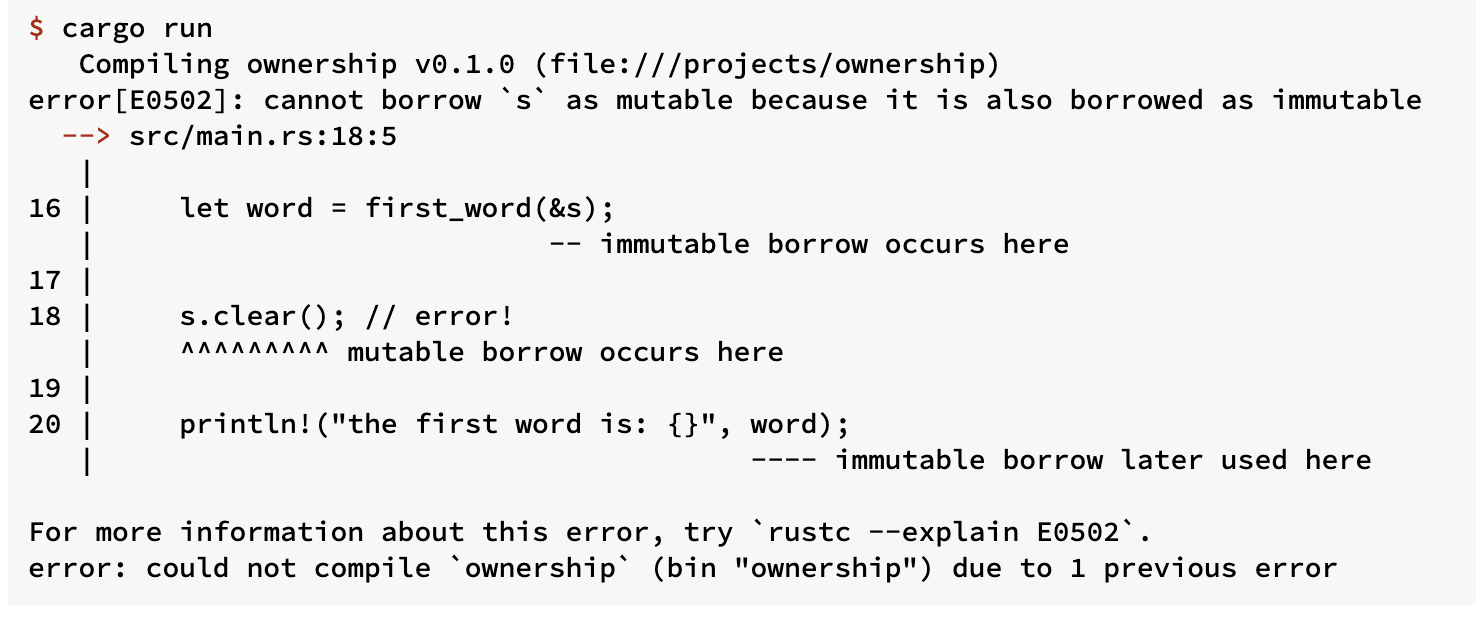 $ cargo run
   Compiling ownership v0.1.0 (file:///projects/ownership)
error[E0502]: cannot borrow `s` as mutable because it is also borrowed as immutable
  --> src/main.rs:18:5
   |
16 |     let word = first_word(&s);
   |                           -- immutable borrow occurs here
17 |
18 |     s.clear(); // error!
   |     ^^^^^^^^^ mutable borrow occurs here
19 |
20 |     println!("the first word is: {}", word);
   |                                       ---- immutable borrow later used here

For more information about this error, try `rustc --explain E0502`.
error: could not compile `ownership` (bin "ownership") due to 1 previous error